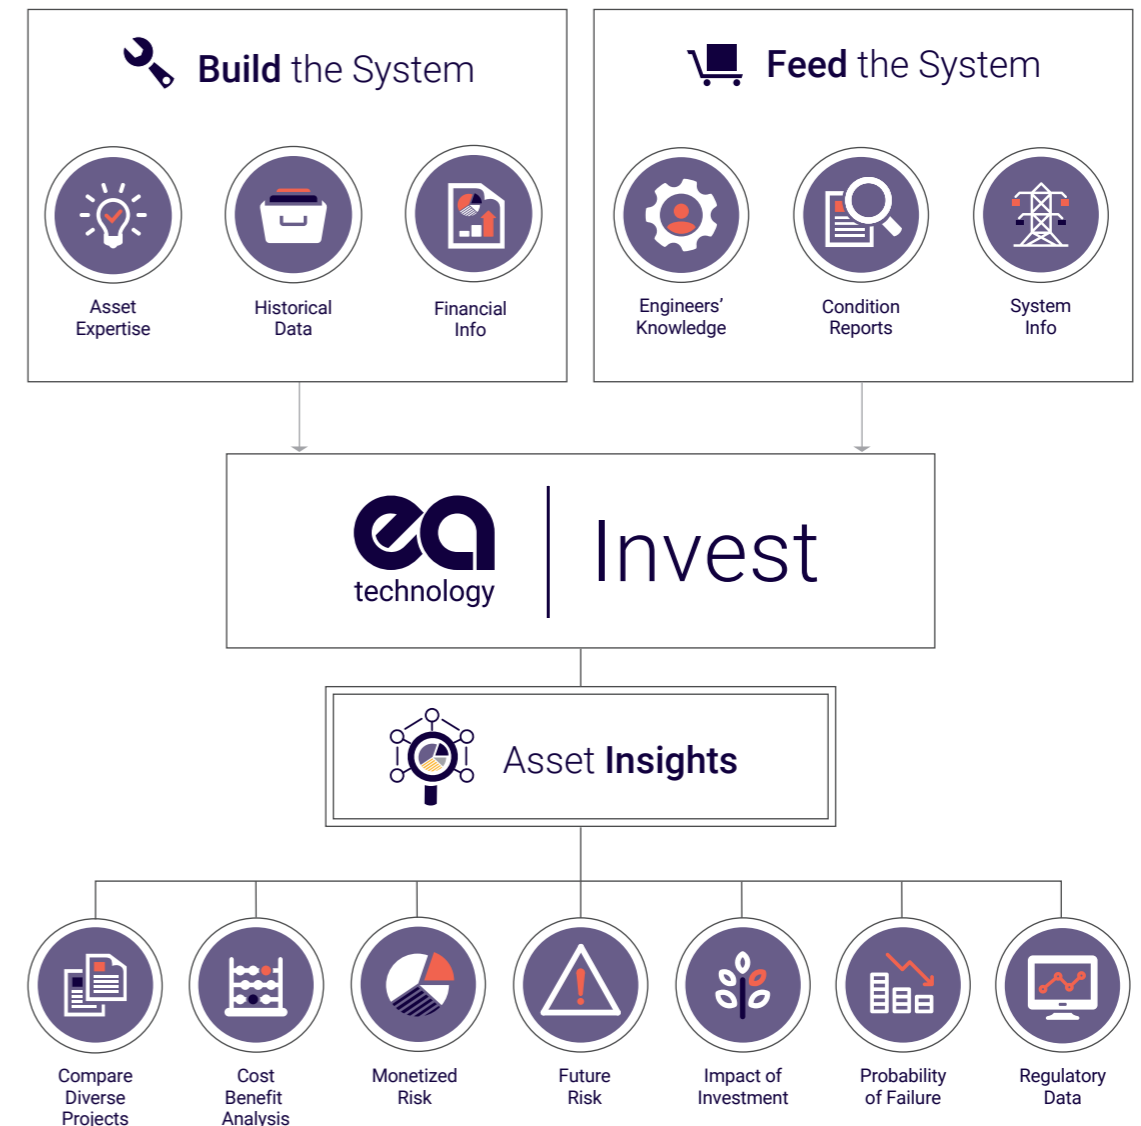 Build the System
Feed the System
Asset
Expertise
Historical
Data
Financial
Info
Engineers’
Knowledge
Condition
Reports
System
Info
ea
technology
Invest
Asset Insights
Compare
Diverse
Projects
Cost
Benefit
Analysis
Monetized
Risk
Future
Risk
Impact of
Investment
Probability
of Failure
Regulatory
Data